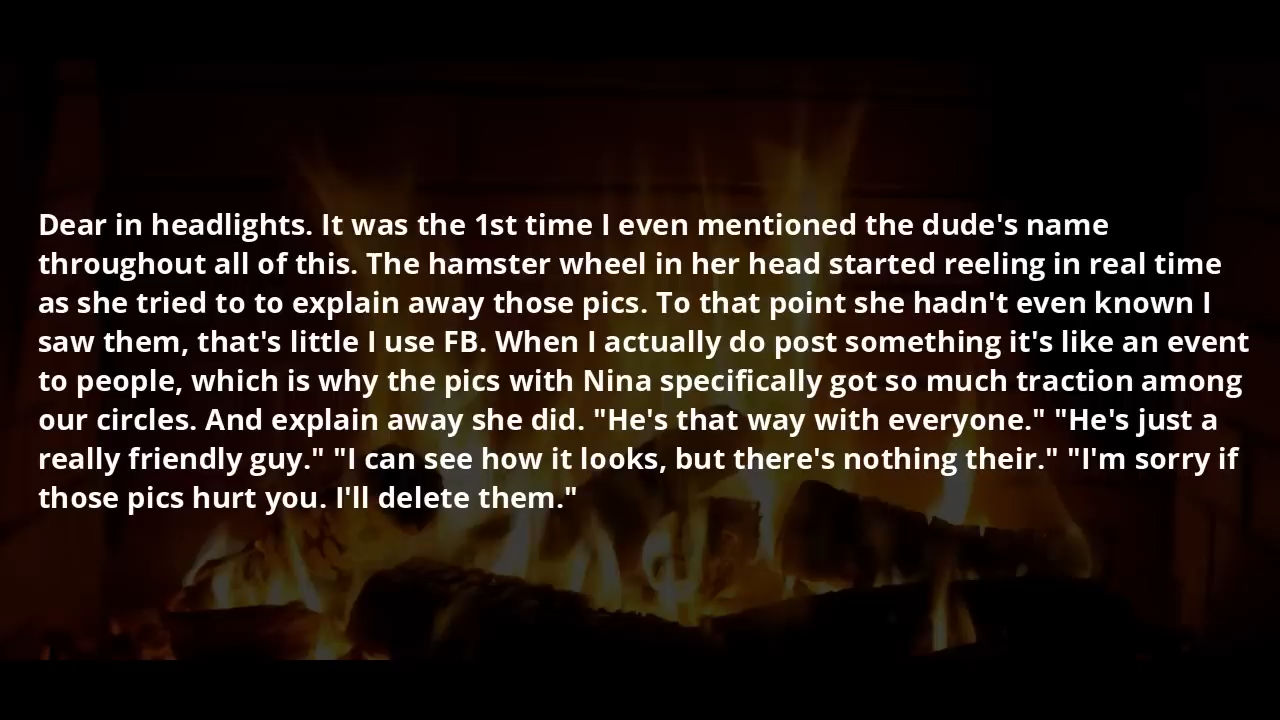 Dear in headlights. It was the 1st time I even mentioned the dude's name
throughout all of this. The hamster wheel in her head started reeling in real time
as she tried to to explain away those pics. To that point she hadn't even known I
saw them, that's little I use FB. When I actually do post something it's like an event
to people, which is why the pics with Nina specifically got so much traction among
our circles. And explain away she did. "He's that way with everyone." "He's just a
really friendly guy." "I can see how it looks, but there's nothing their." "I'm sorry if
those pics hurt you. I'll delete them."